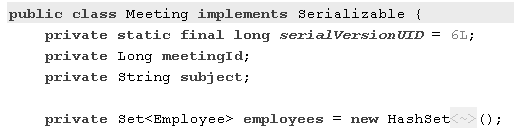 public class Meeting implements Serializable {
private static final long serialVersionUID = 6L;
private Long meetingId;
private String subject;
private Set<Employee> employees = new HashSet<~>();